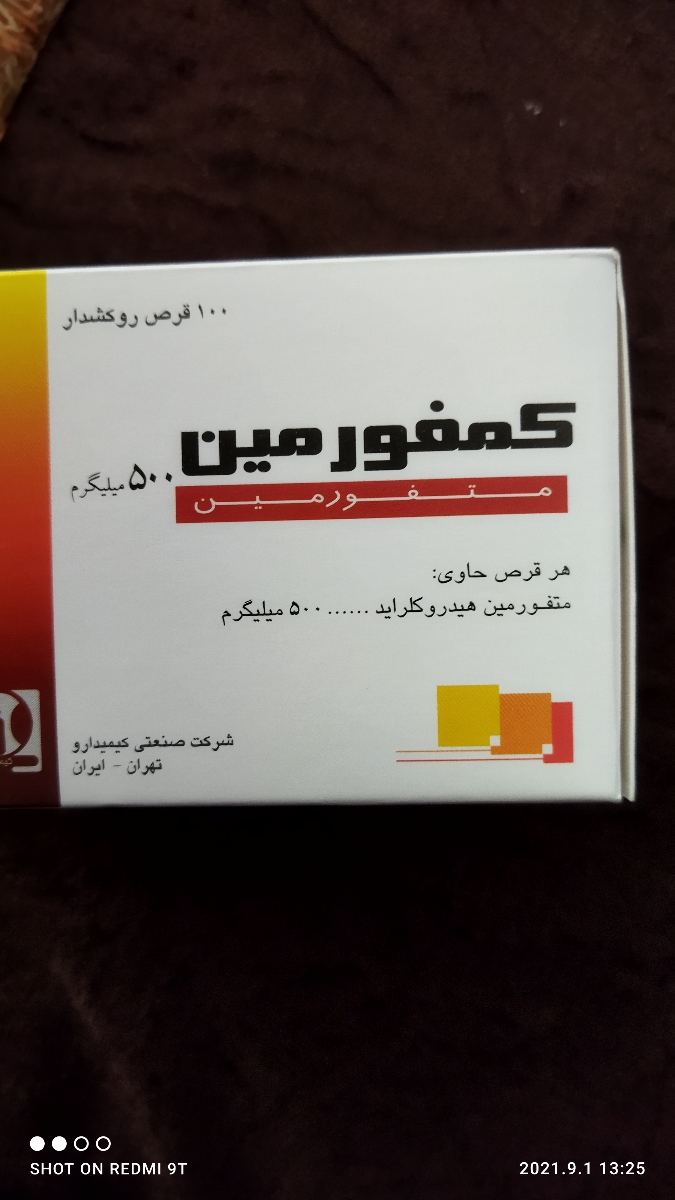 ۱۰۰ قرص روکشدار
کمفورمین ۵۰۰ میلیگرم
متفورمین
هر قرص حاوی:
متفورمین هیدروکلراید ...... ۵۰۰ میلیگرم
شرکت صنعتی کیمیدارو
تهران - ایران
SHOT ON REDMI 9T
2021.9.1 13:25